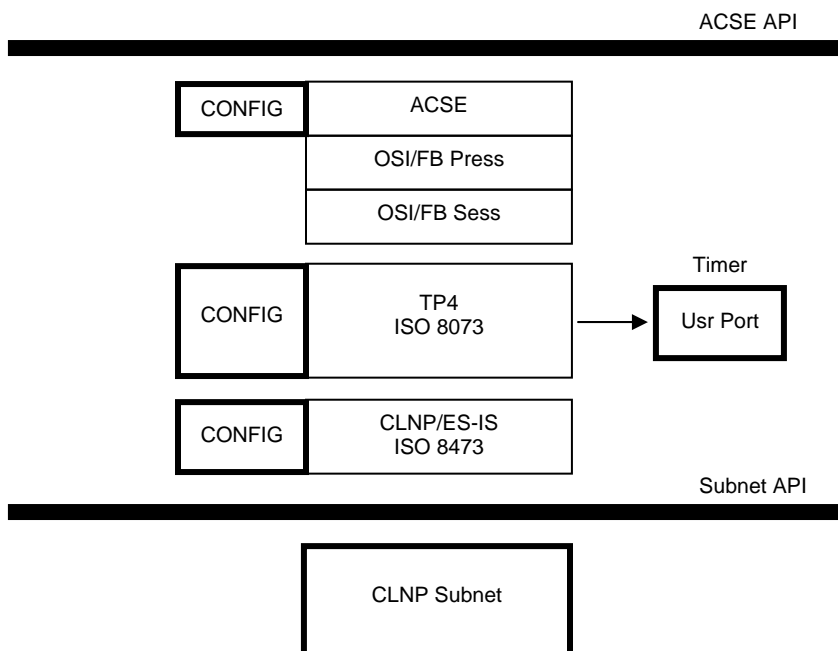 ACSE API
CONFIG
ACSE
OSI/FB Press
OSI/FB Sess
Timer
CONFIG
TP4
ISO 8073
Usr Port
CONFIG
CLNP/ES-IS
ISO 8473
Subnet API
CLNP Subnet